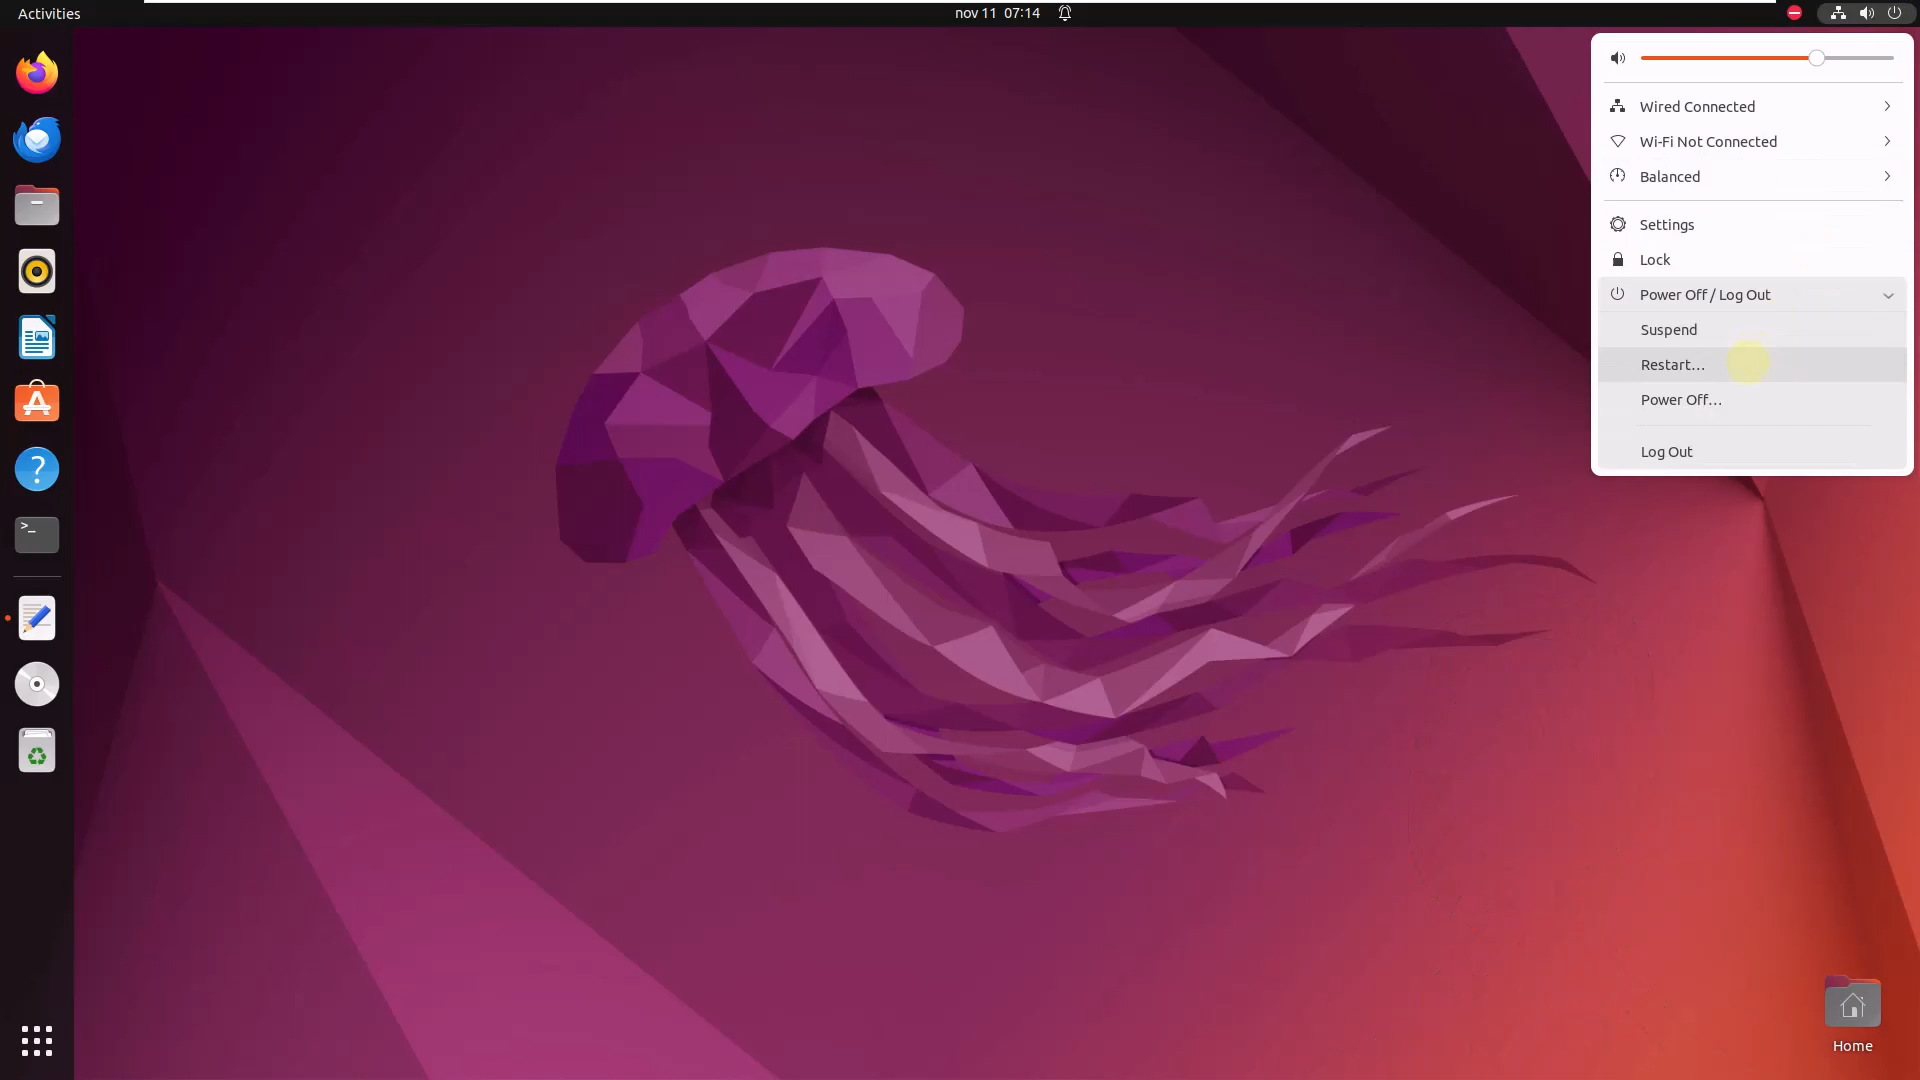 Activities
nov 11 07:14
Wired Connected
Wi-Fi Not Connected
Balanced
Settings
Lock
Power Off / Log Out
Suspend
Restart...
Power Off...
Log Out
Home